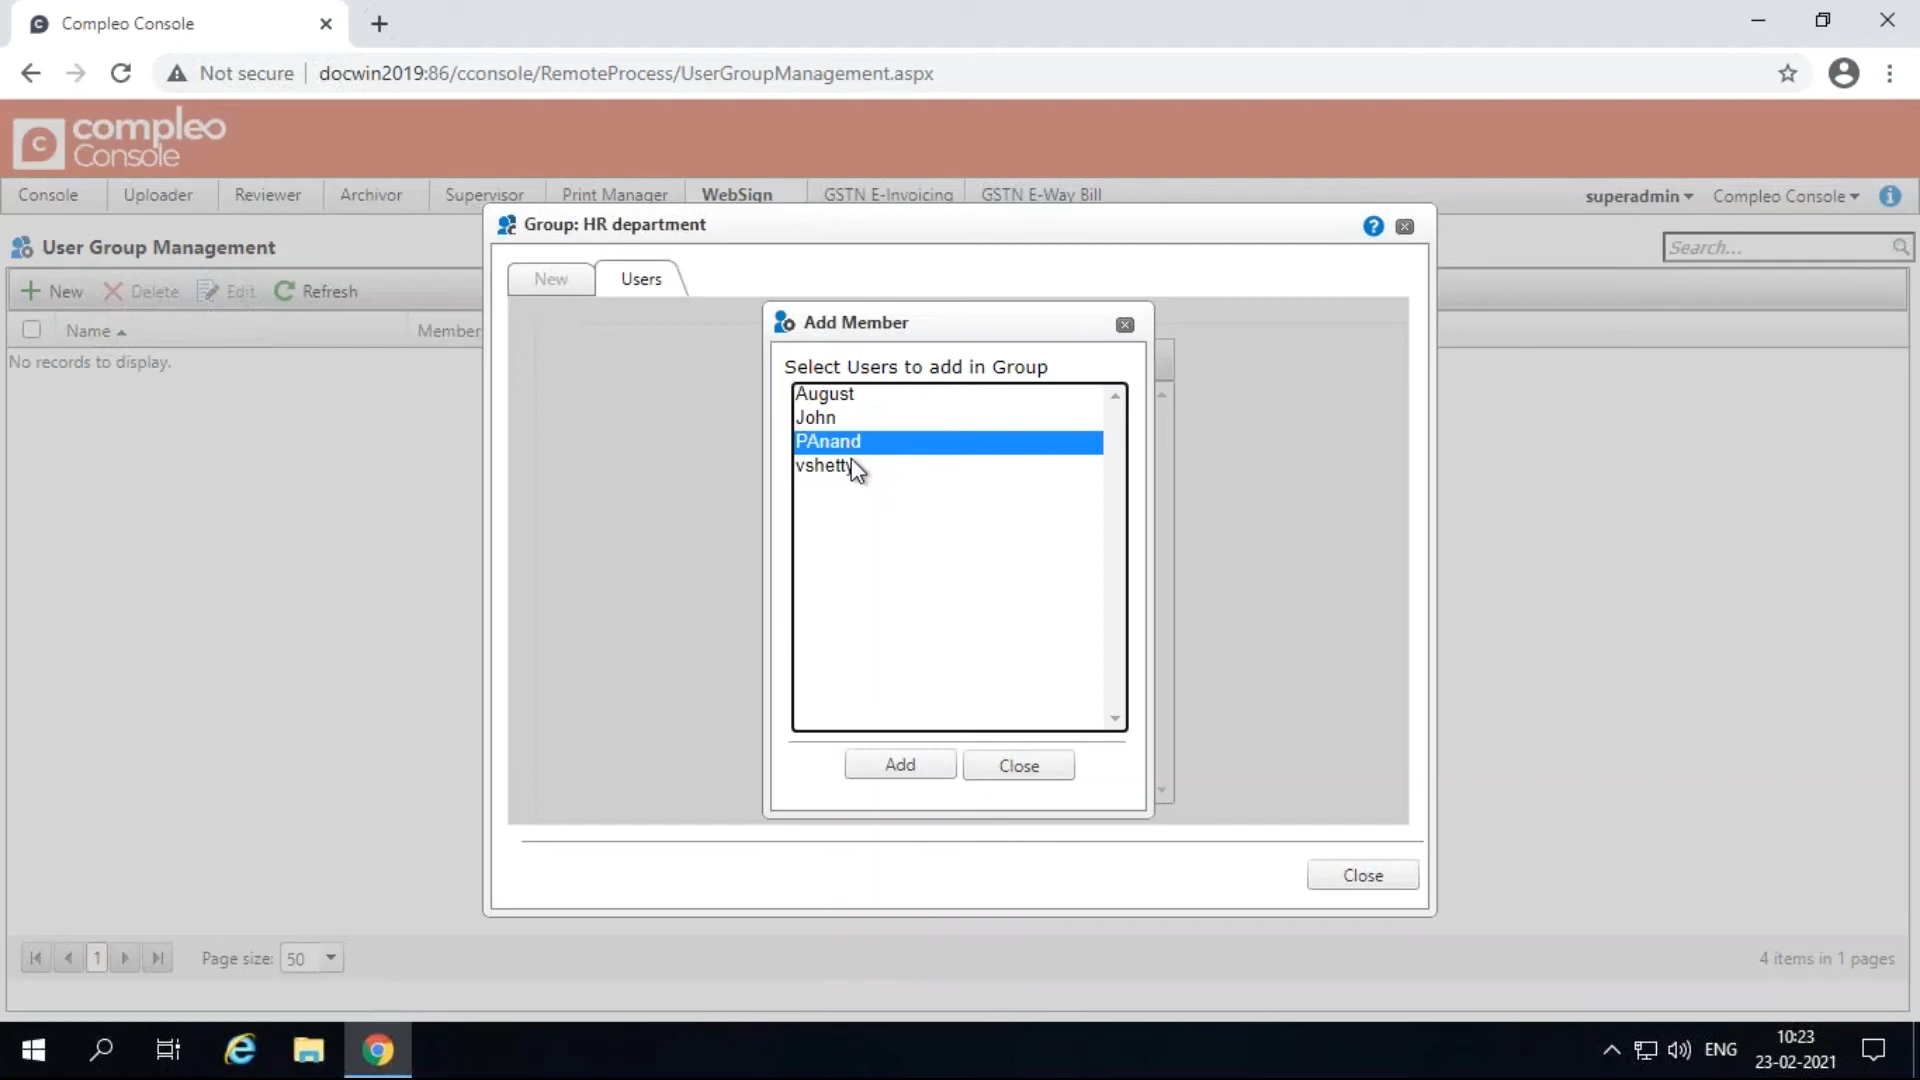 Compleo Console
Not secure docwin2019:86/cconsole/RemoteProcess/UserGroupManagement.aspx
compleo
Console
Console Uploader Reviewer Archivor Supervisor Print Manager WebSign GSTN E-Invoicing GSTN E-Way Bill superadmin Compleo Console
Group: HR department
User Group Management
Search...
New Users
New Delete Edit Refresh
Add Member
Name Member
No records to display.
Select Users to add in Group
August
John
PAnand
vshetty
Add Close
Close
1 Page size: 50 4 items in 1 pages
ENG
10:23
23-02-2021